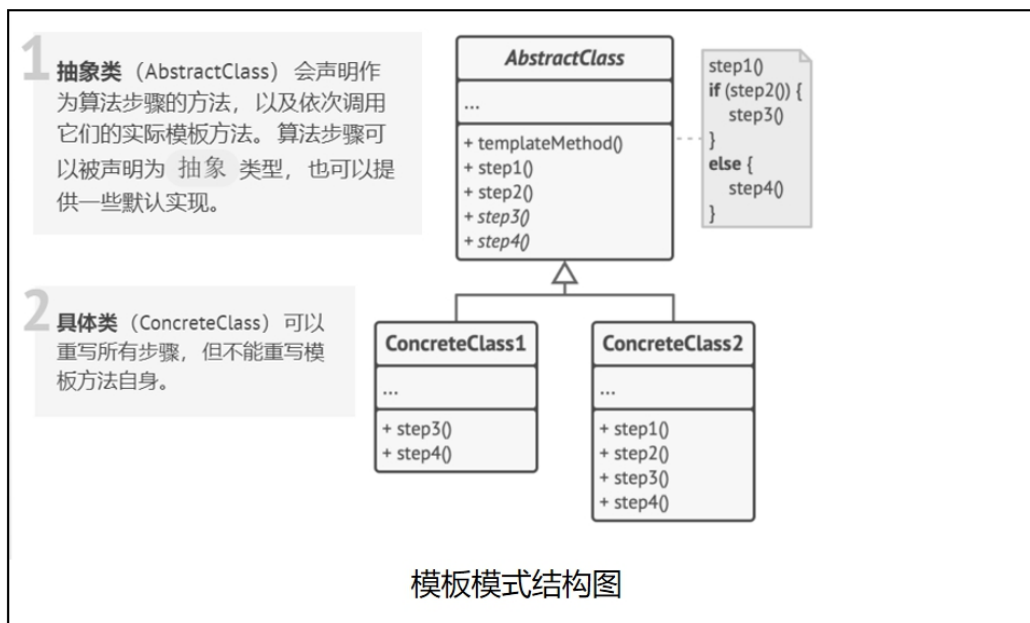 1
抽象类（AbstractClass）会声明作
为算法步骤的方法，以及依次调用
它们的实际模板方法。算法步骤可
以被声明为 抽象 类型，也可以提
供一些默认实现。
AbstractClass
...
+ templateMethod()
+ step1()
+ step2()
+ step3()
+ step4()
step1()
if (step2()) {
step3()
}
else {
step4()
}
2
具体类（ConcreteClass）可以
重写所有步骤，但不能重写模
板方法自身。
ConcreteClass1
...
+ step3()
+ step4()
ConcreteClass2
...
+ step1()
+ step2()
+ step3()
+ step4()
模板模式结构图